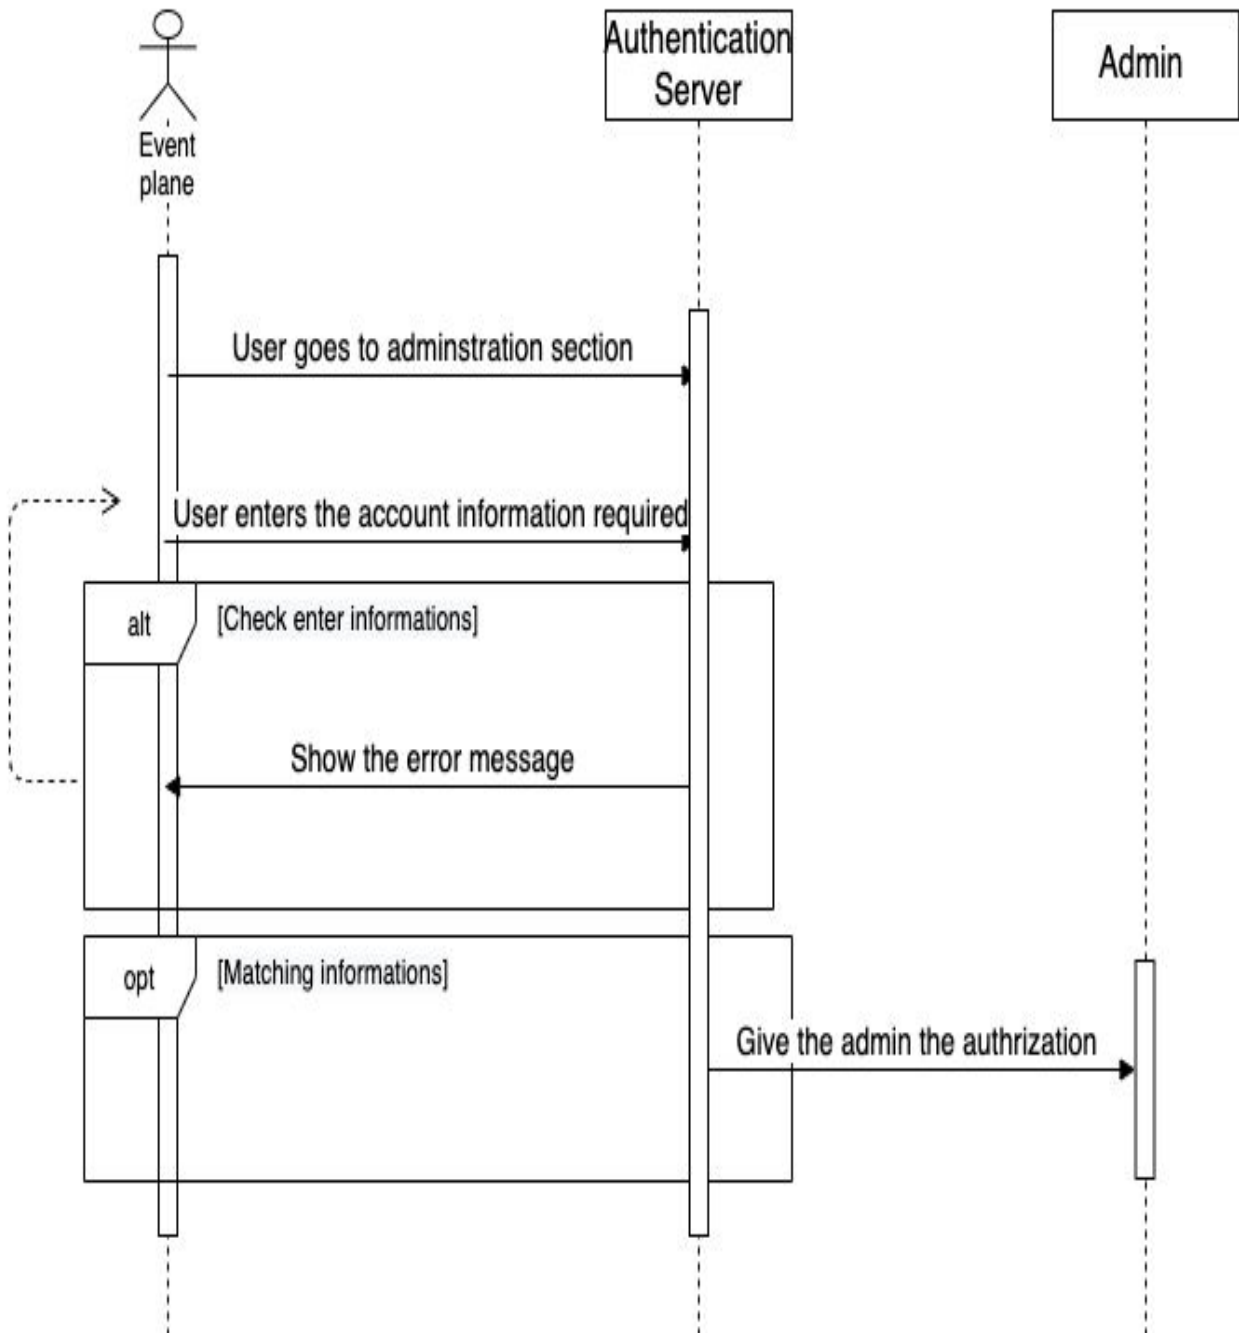 Authentication
Server
Admin
Event
plane
User goes to adminstration section
User enters the account information required
alt
[Check enter informations]
Show the error message
opt
[Matching informations]
Give the admin the authrization